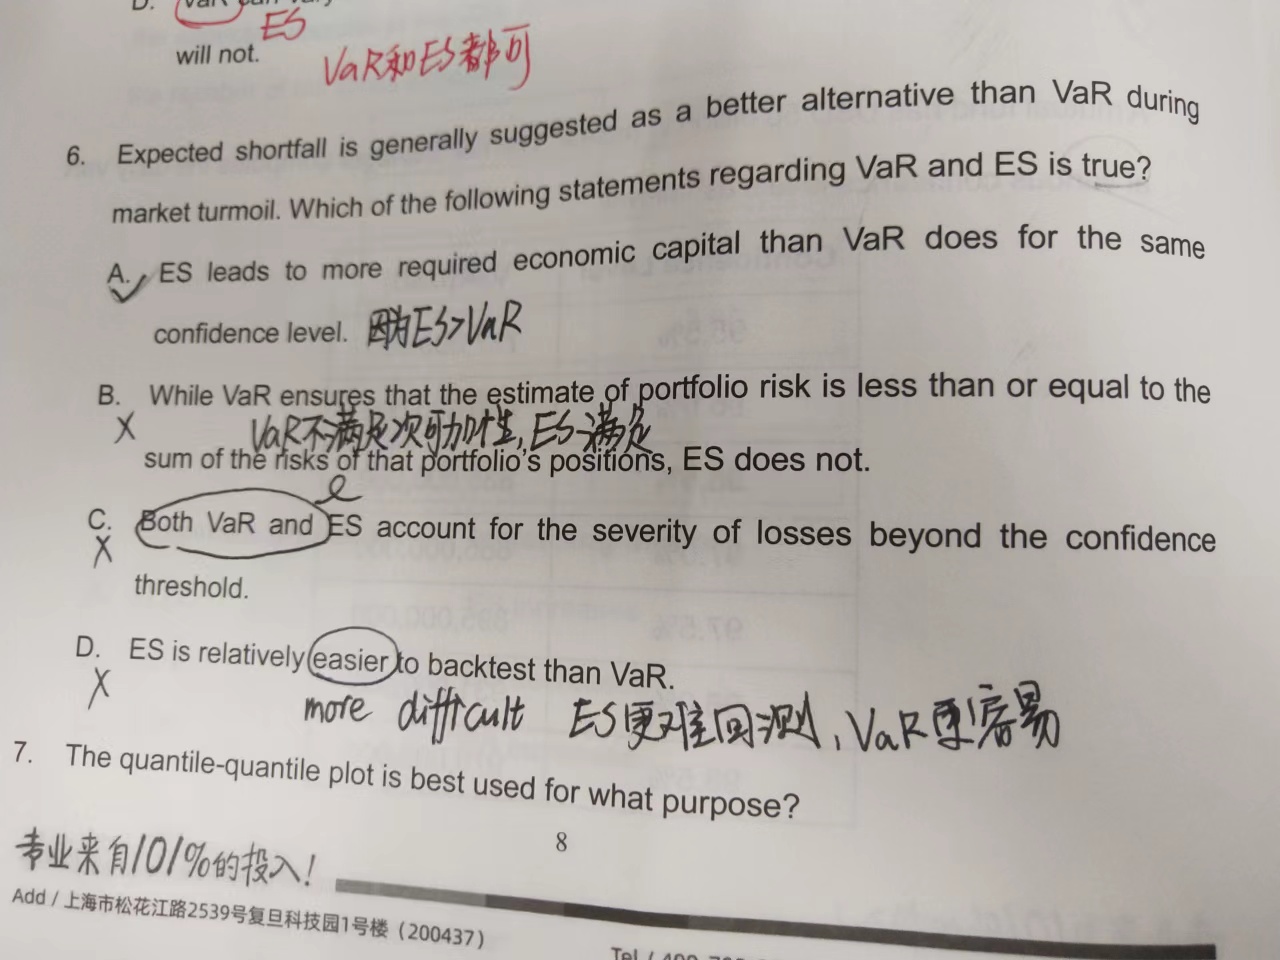 D. VaR can vary
ES
will not.
VaR和ES都可
6. Expected shortfall is generally suggested as a better alternative than VaR during
market turmoil. Which of the following statements regarding VaR and ES is true?
A. ES leads to more required economic capital than VaR does for the same
confidence level. 因为ES>VaR
B. While VaR ensures that the estimate of portfolio risk is less than or equal to the
X VaR不满足次可加性,ES满足
sum of the risks of that portfolio's positions, ES does not.
C. Both VaR and ES account for the severity of losses beyond the confidence
X
threshold.
D. ES is relatively easier to backtest than VaR.
X more difficult ES更难回测,VaR更容易
7. The quantile-quantile plot is best used for what purpose?
8
专业来自101%的投入!
Add / 上海市松花江路2539号复旦科技园1号楼(200437)
Tel /